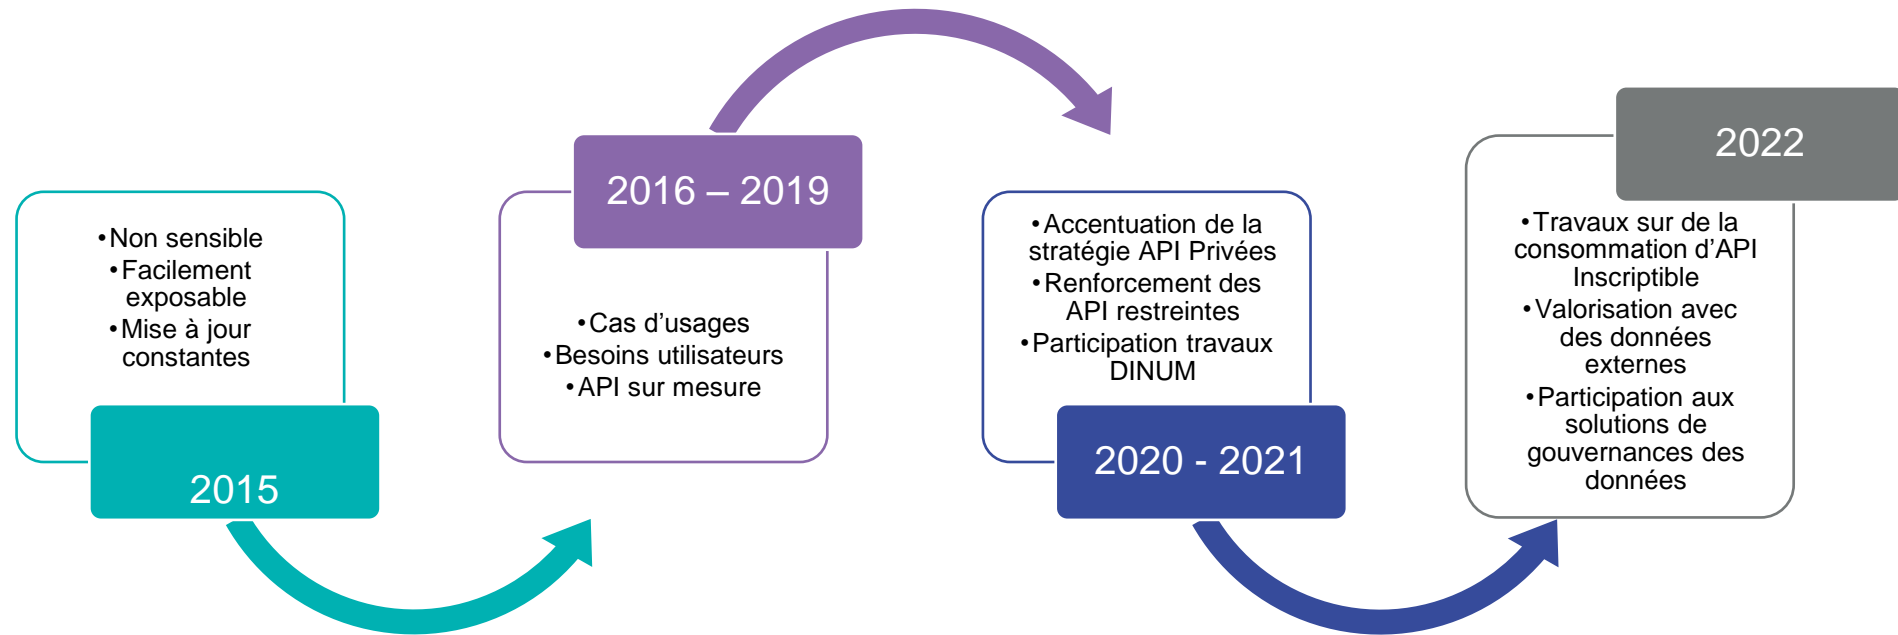 •Non sensible
•Facilement
exposable
•Mise à jour
constantes
2015
2016 – 2019
•Cas d’usages
•Besoins utilisateurs
•API sur mesure
•Accentuation de la
stratégie API Privées
•Renforcement des
API restreintes
•Participation travaux
DINUM
2020 - 2021
2022
•Travaux sur de la
consommation d’API
Inscriptible
•Valorisation avec
des données
externes
•Participation aux
solutions de
gouvernances des
données